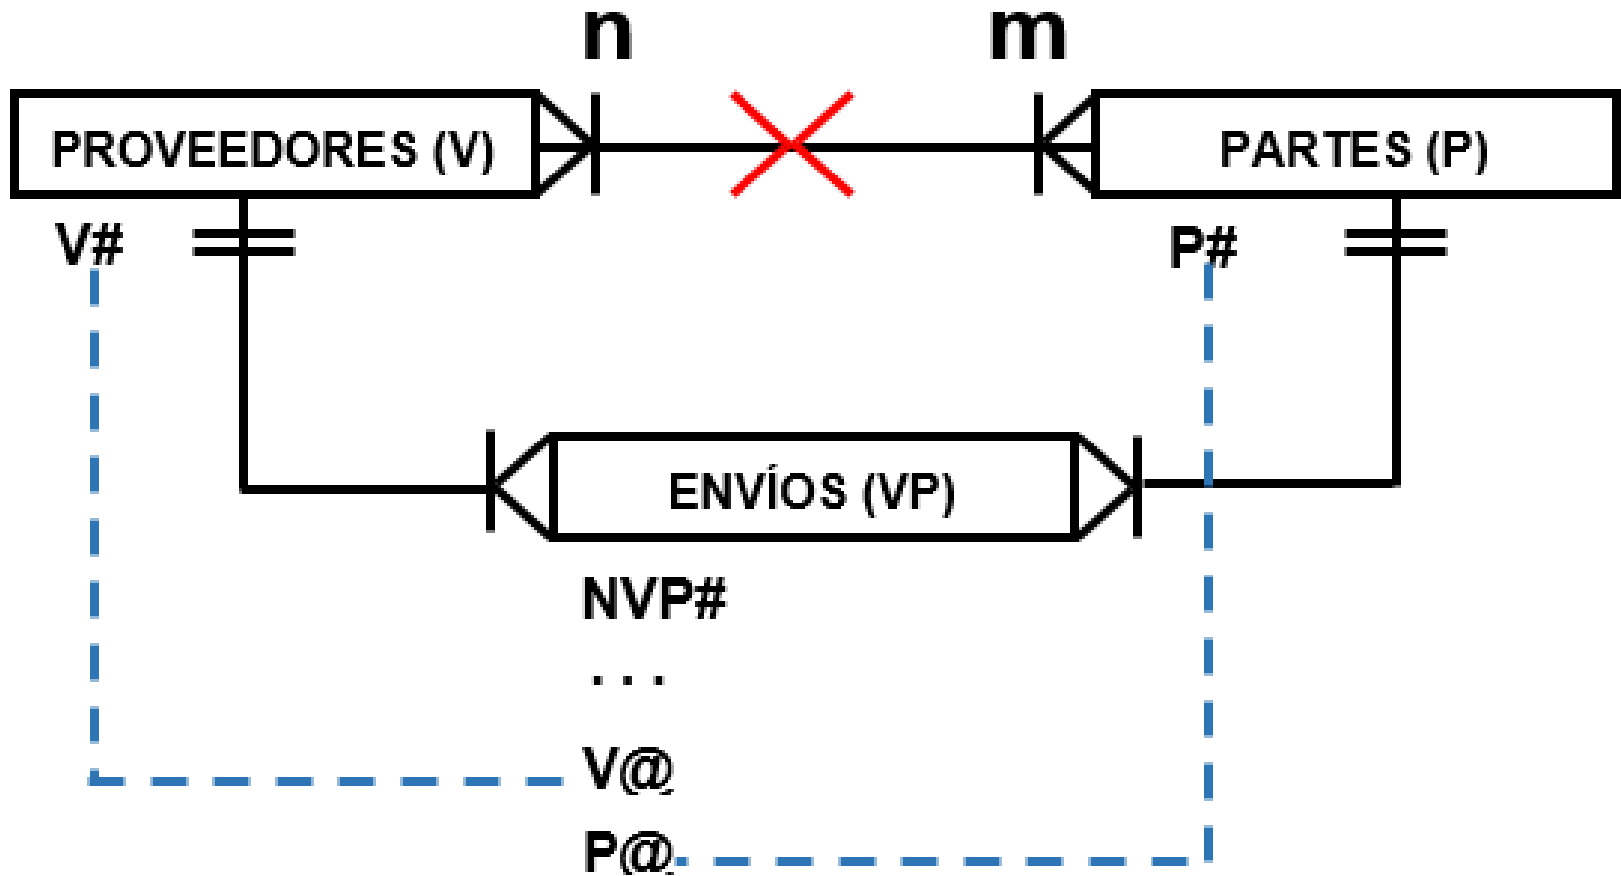 n m
PROVEEDORES (V) PARTES (P)
V# P#
ENVÍOS (VP)
NVP#
...
V@
P@